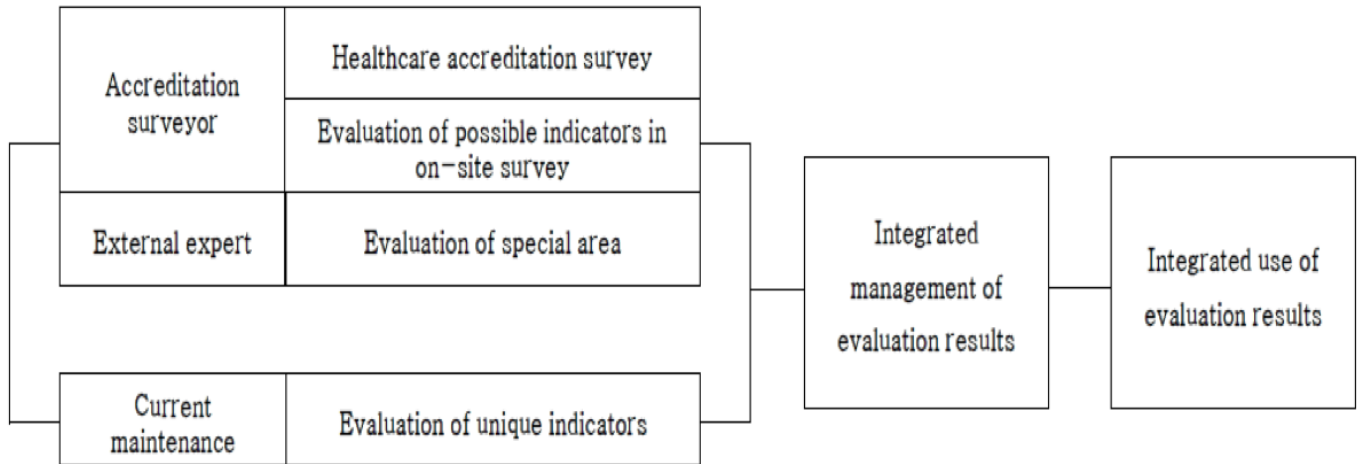 Accreditation
surveyor
Healthcare accreditation survey
Evaluation of possible indicators in
on-site survey
External expert
Evaluation of special area
Current
maintenance
Evaluation of unique indicators
Integrated
management of
evaluation results
Integrated use of
evaluation results